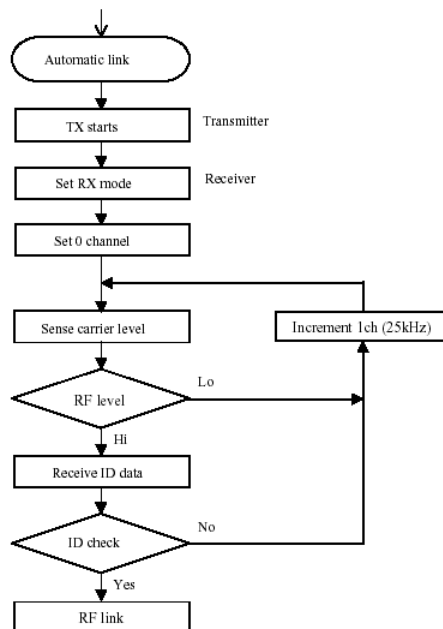 Automatic link
TX starts
Transmitter
Set RX mode
Receiver
Set 0 channel
Sense carrier level
Increment 1ch (25kHz)
RF level
Lo
Hi
Receive ID data
ID check
No
Yes
RF link